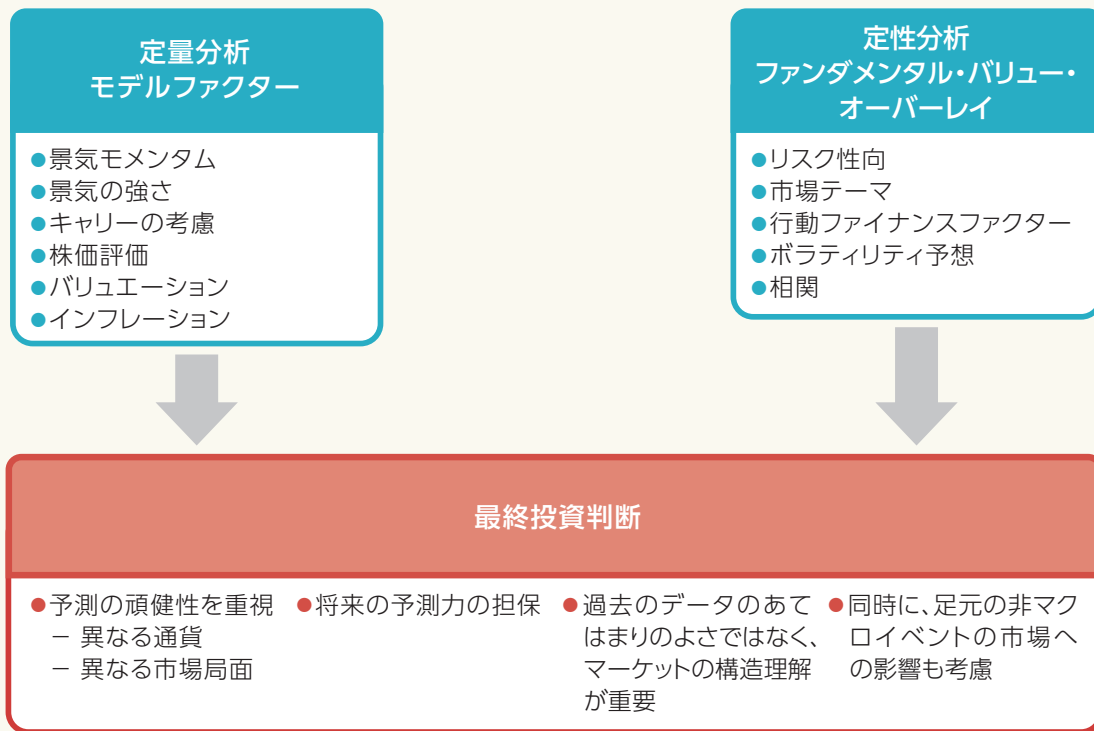 定量分析
モデルファクター
●景気モメンタム
●景気の強さ
●キャリーの考慮
●株価評価
●バリュエーション
●インフレーション
定性分析
ファンダメンタル・バリュー・
オーバーレイ
●リスク性向
●市場テーマ
●行動ファイナンスファクター
●ボラティリティ予想
●相関
最終投資判断
●予測の頑健性を重視
− 異なる通貨
− 異なる市場局面
●将来の予測力の担保
●過去のデータのあて
はまりのよさではなく、
マーケットの構造理解
が重要
●同時に、足元の非マク
ロイベントの市場へ
の影響も考慮